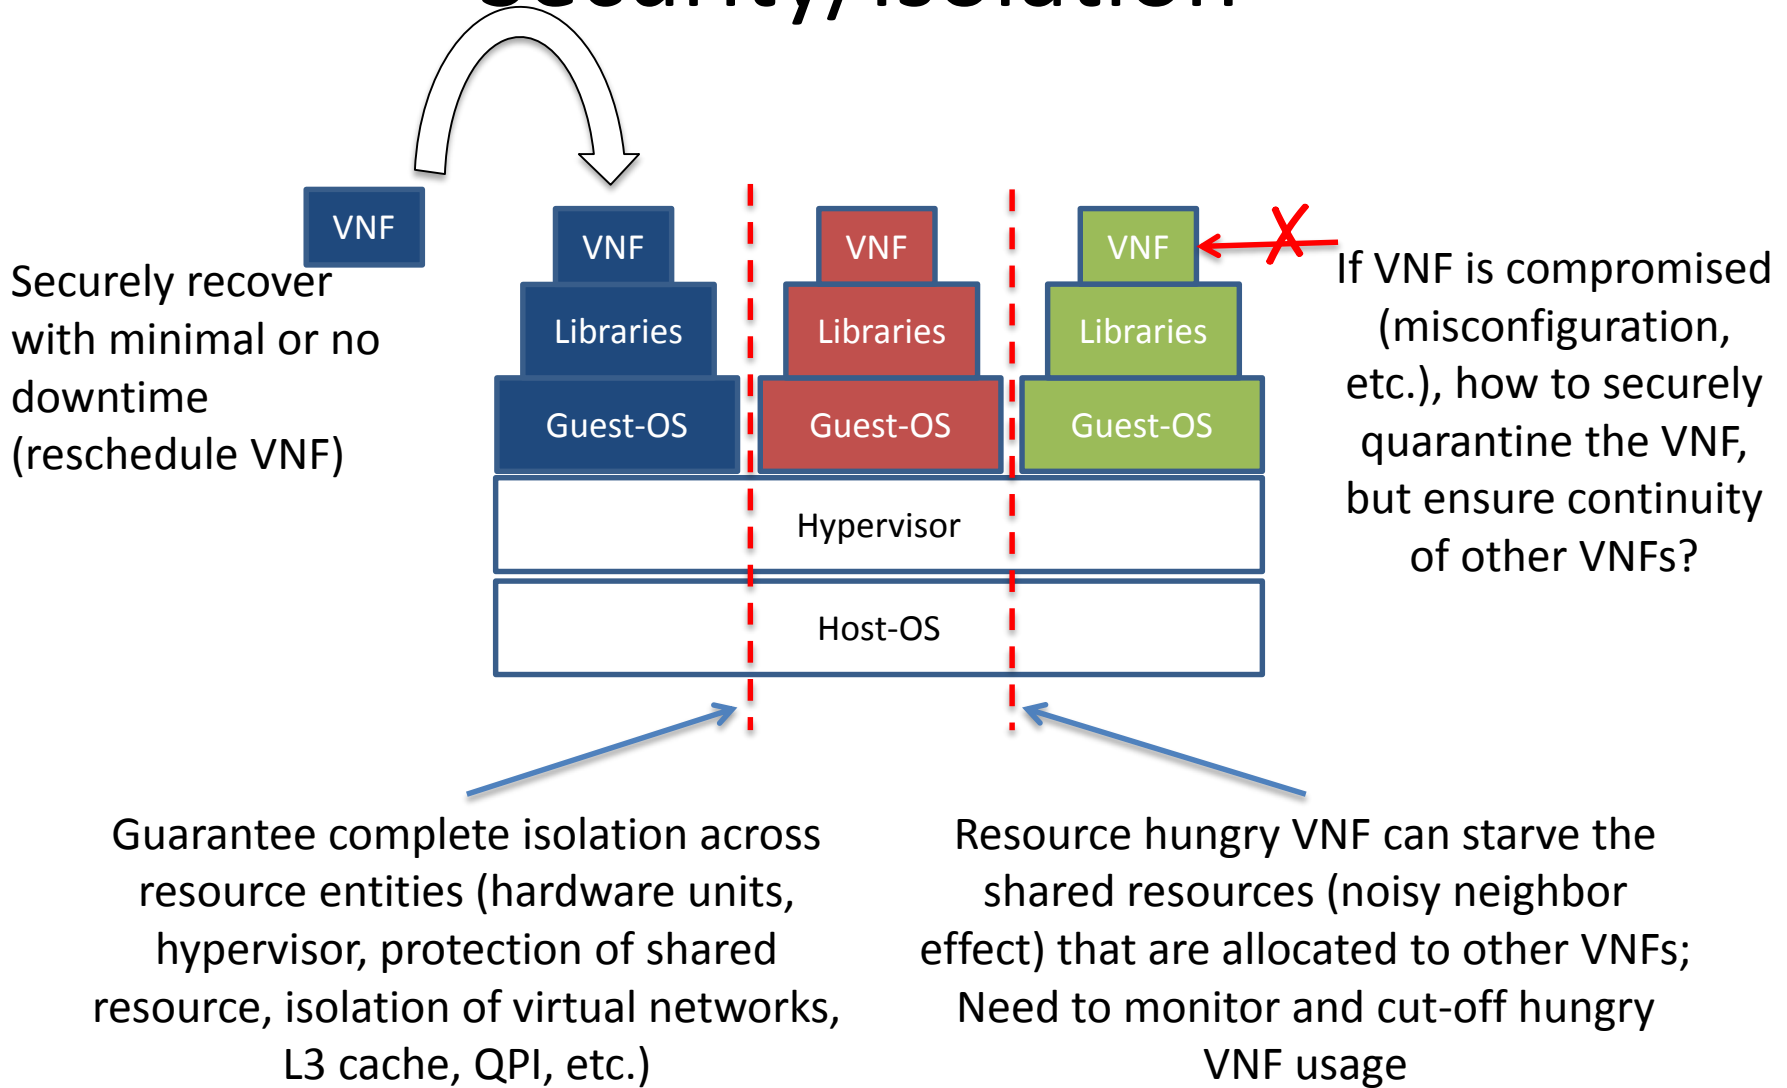 Security/Isolation
VNF
Securely recover
with minimal or no
downtime
(reschedule VNF)
VNF
Libraries
Guest-OS
VNF
Libraries
Guest-OS
VNF
Libraries
Guest-OS
Hypervisor
Host-OS
If VNF is compromised
(misconfiguration,
etc.), how to securely
quarantine the VNF,
but ensure continuity
of other VNFs?
Guarantee complete isolation across
resource entities (hardware units,
hypervisor, protection of shared
resource, isolation of virtual networks,
L3 cache, QPI, etc.)
Resource hungry VNF can starve the
shared resources (noisy neighbor
effect) that are allocated to other VNFs;
Need to monitor and cut-off hungry
VNF usage